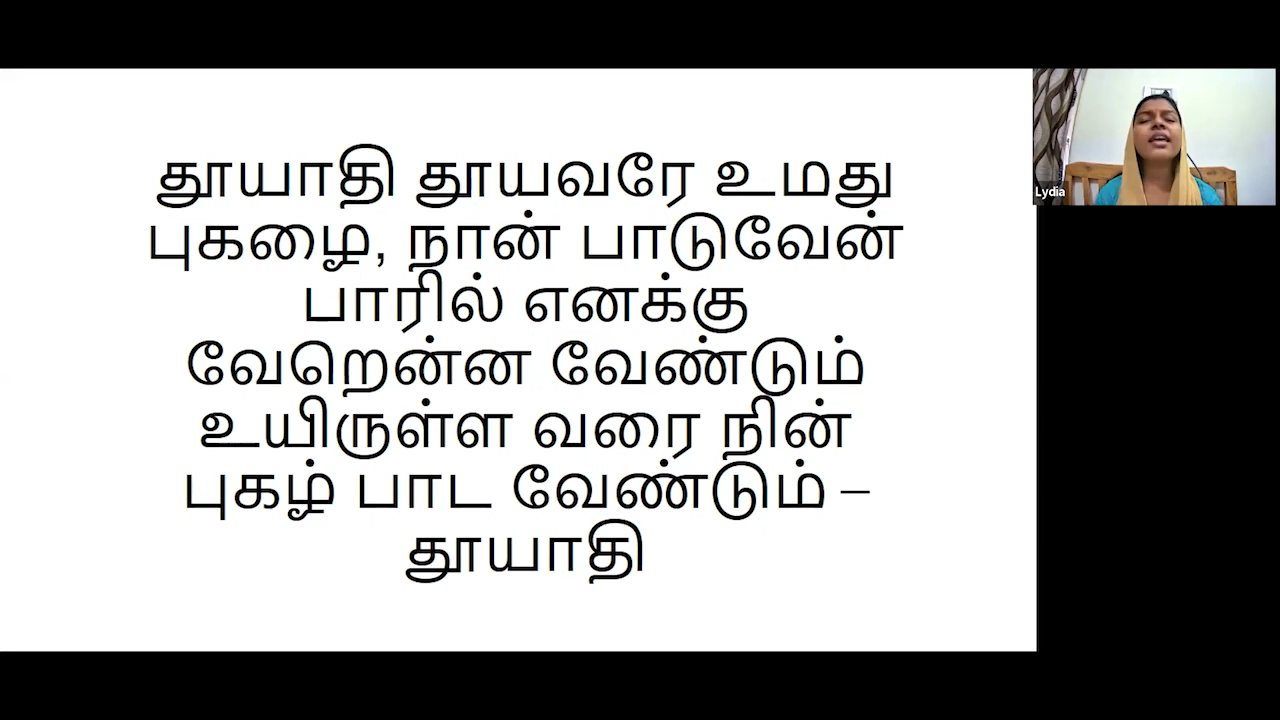 தூயாதி தூயவரே உமது
புகழை, நான் பாடுவேன்
பாரில் எனக்கு
வேறென்ன வேண்டும்
உயிருள்ள வரை நின்
புகழ் பாட வேண்டும் –
தூயாதி
Lydia